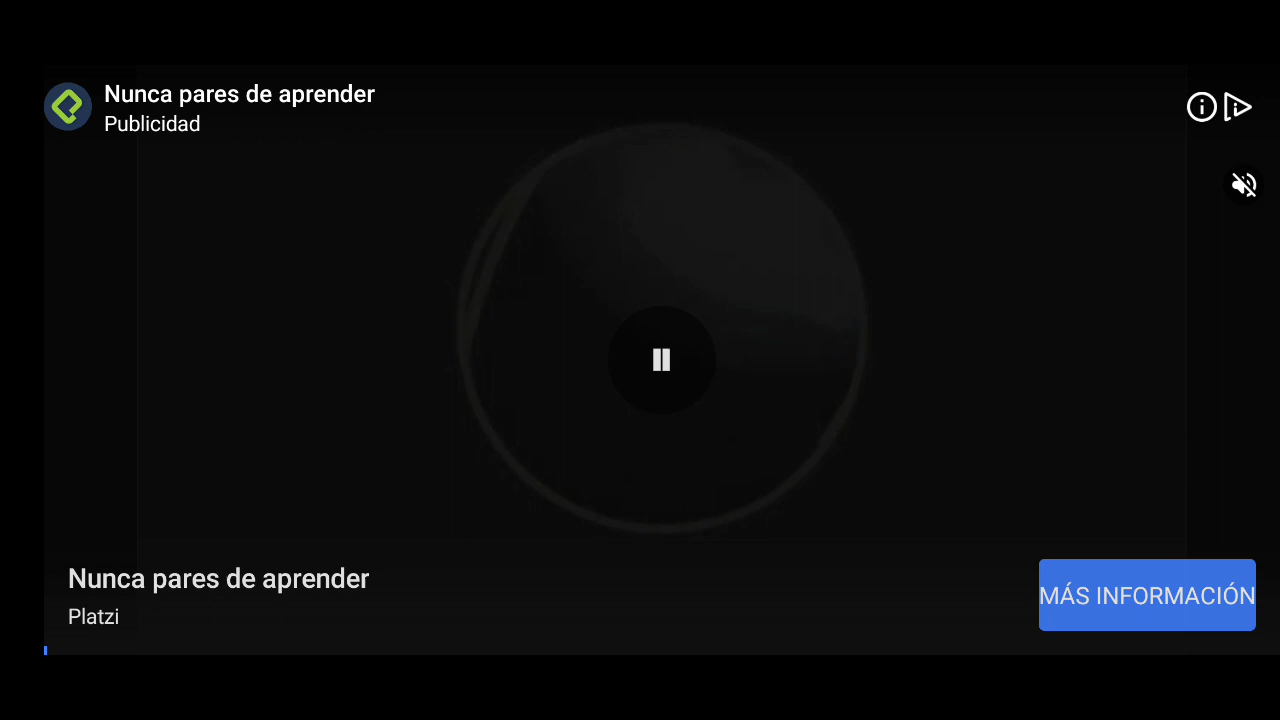 Nunca pares de aprender
Publicidad
Nunca pares de aprender
Platzi
MÁS INFORMACIÓN